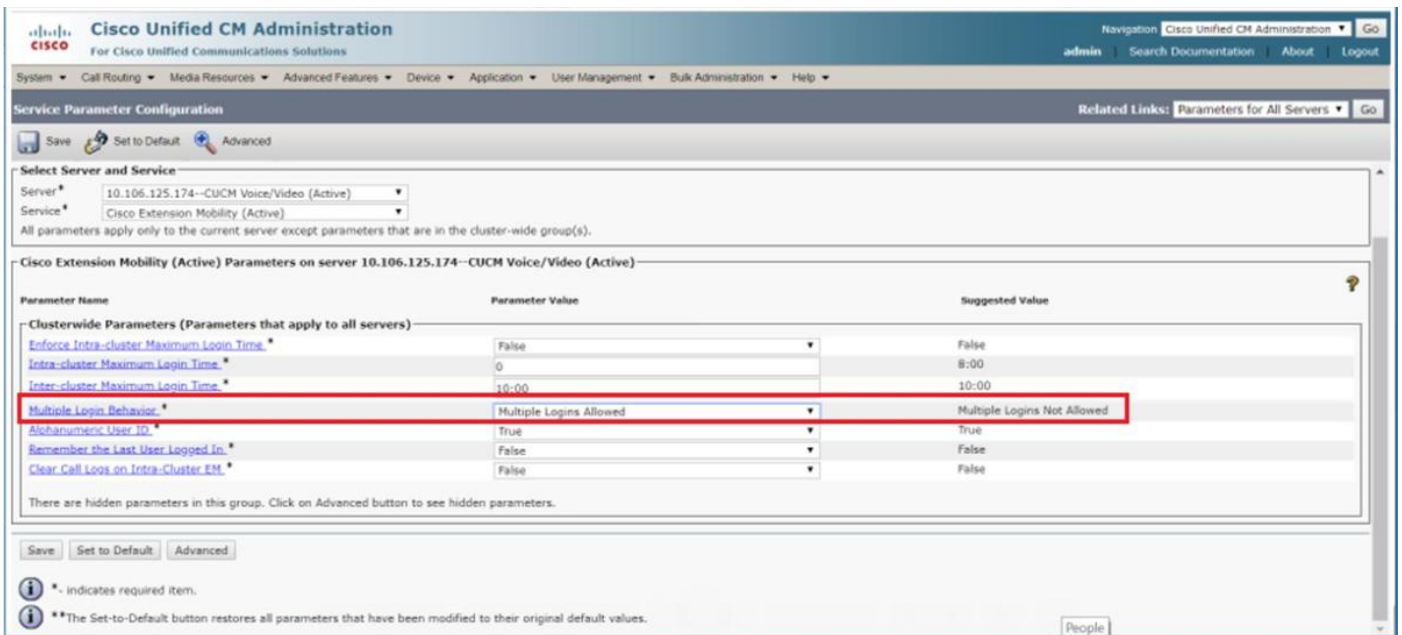 Cisco Unified CM Administration
Navigation Cisco Unified CM Administration Go
CISCO
For Cisco Unified Communications Solutions
admin Search Documentation About Logout
System Call Routing Media Resources Advanced Features Device Application User Management Bulk Administration Help
Service Parameter Configuration
Related Links: Parameters for All Servers Go
Save Set to Default Advanced
Select Server and Service
Server* 10.106.125.174--CUCM Voice/Video (Active)
Service* Cisco Extension Mobility (Active)
All parameters apply only to the current server except parameters that are in the cluster-wide group(s).
Cisco Extension Mobility (Active) Parameters on server 10.106.125.174--CUCM Voice/Video (Active)
?
Parameter Name Parameter Value Suggested Value
Clusterwide Parameters (Parameters that apply to all servers)
Enforce Intra-cluster Maximum Login Time * False False
Intra-cluster Maximum Login Time * 0 8:00
Inter-cluster Maximum Login Time * 10:00 10:00
Multiple Login Behavior * Multiple Logins Allowed Multiple Logins Not Allowed
Alphanumeric User ID * True True
Remember the Last User Logged In * False False
Clear Call Logs on Intra-Cluster EM * False False
There are hidden parameters in this group. Click on Advanced button to see hidden parameters.
Save Set to Default Advanced
i *- indicates required item.
i **The Set-to-Default button restores all parameters that have been modified to their original default values.
People